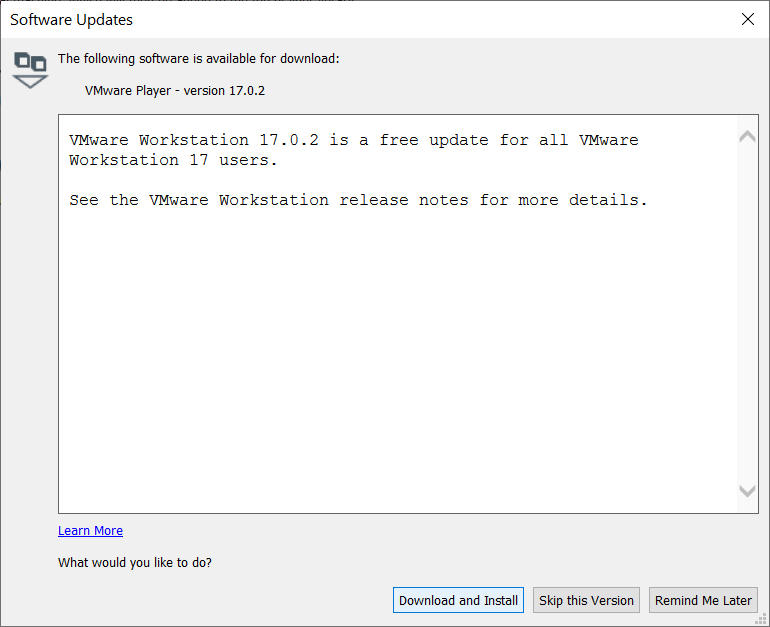 Software Updates
The following software is available for download:
VMware Player - version 17.0.2
VMware Workstation 17.0.2 is a free update for all VMware
Workstation 17 users.
See the VMware Workstation release notes for more details.
Learn More
What would you like to do?
Download and Install
Skip this Version
Remind Me Later